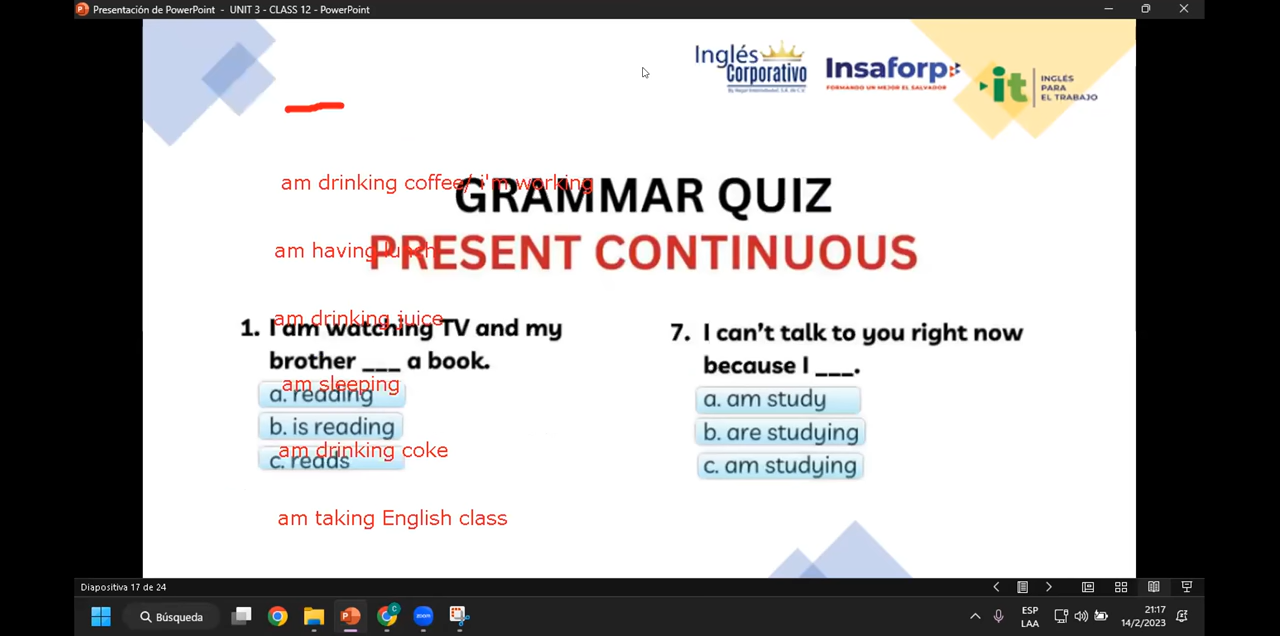 Presentación de PowerPoint - UNIT 3 - CLASS 12 - PowerPoint
Inglés
Corporativo
Insaforp
FORMANDO UN MEJOR EL SALVADOR
it INGLÉS
PARA
EL TRABAJO
am drinking coffee/ i'm working
GRAMMAR QUIZ
am having lunch
PRESENT CONTINUOUS
am drinking juice
1. I am watching TV and my
brother ___ a book.
am sleeping
a. reading
b. is reading
am drinking coke
c. reads
am taking English class
7. I can't talk to you right now
because I ___.
a. am study
b. are studying
c. am studying
Diapositiva 17 de 24
Búsqueda
zoom
ESP
LAA
21:17
14/2/2023